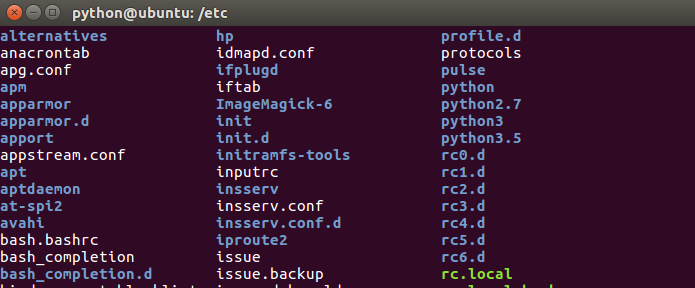 python@ubuntu: /etc
alternatives hp profile.d
anacrontab idmapd.conf protocols
apg.conf ifplugd pulse
apm iftab python
apparmor ImageMagick-6 python2.7
apparmor.d init python3
apport init.d python3.5
appstream.conf initramfs-tools rc0.d
apt inputrc rc1.d
aptdaemon insserv rc2.d
at-spi2 insserv.conf rc3.d
avahi insserv.conf.d rc4.d
bash.bashrc iproute2 rc5.d
bash_completion issue rc6.d
bash_completion.d issue.backup rc.local